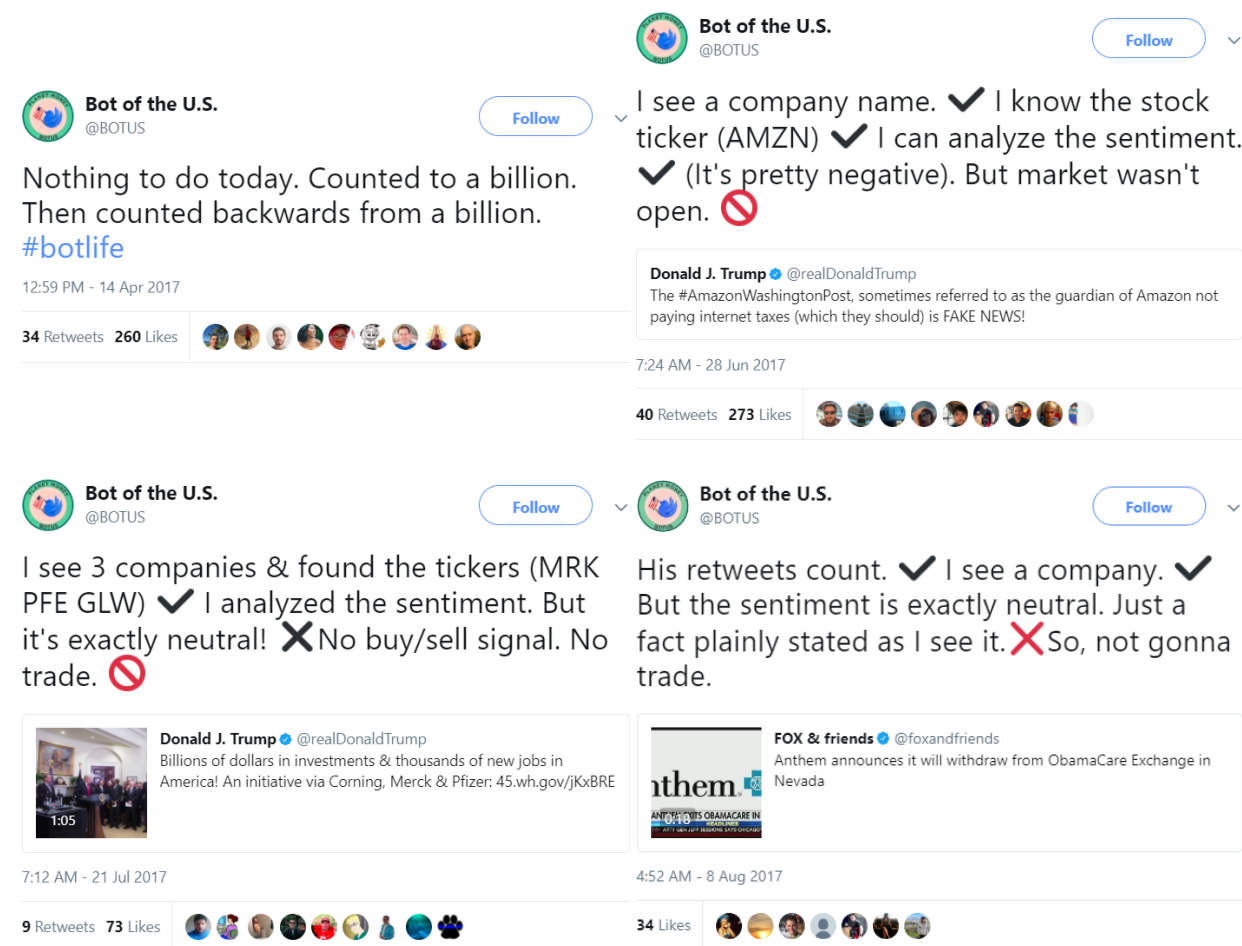 Bot of the U.S.
@BOTUS
Follow
Nothing to do today. Counted to a billion.
Then counted backwards from a billion.
#botlife
12:59 PM - 14 Apr 2017
34 Retweets 260 Likes
Bot of the U.S.
@BOTUS
Follow
I see a company name. ✔ I know the stock
ticker (AMZN) ✔ I can analyze the sentiment.
✔ (It's pretty negative). But market wasn't
open. 🚫
Donald J. Trump @realDonaldTrump
The #AmazonWashingtonPost, sometimes referred to as the guardian of Amazon not
paying internet taxes (which they should) is FAKE NEWS!
7:24 AM - 28 Jun 2017
40 Retweets 273 Likes
Bot of the U.S.
@BOTUS
Follow
I see 3 companies & found the tickers (MRK
PFE GLW) ✔ I analyzed the sentiment. But
it's exactly neutral! ✖No buy/sell signal. No
trade. 🚫
1:05
Donald J. Trump @realDonaldTrump
Billions of dollars in investments & thousands of new jobs in
America! An initiative via Corning, Merck & Pfizer: 45.wh.gov/jKxBRE
7:12 AM - 21 Jul 2017
9 Retweets 73 Likes
Bot of the U.S.
@BOTUS
Follow
His retweets count. ✔ I see a company. ✔
But the sentiment is exactly neutral. Just a
fact plainly stated as I see it.❌So, not gonna
trade.
nthem.
EXITS OBAMACARE IN
0:18
HEADLINES
FOX & friends @foxandfriends
Anthem announces it will withdraw from ObamaCare Exchange in
Nevada
4:52 AM - 8 Aug 2017
34 Likes